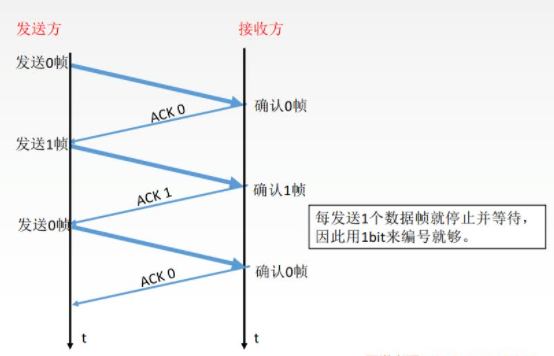 发送方
接收方
发送0帧
ACK 0
确认0帧
发送1帧
ACK 1
确认1帧
发送0帧
每发送1个数据帧就停止并等待，
因此用1bit来编号就够。
ACK 0
确认0帧
t
t